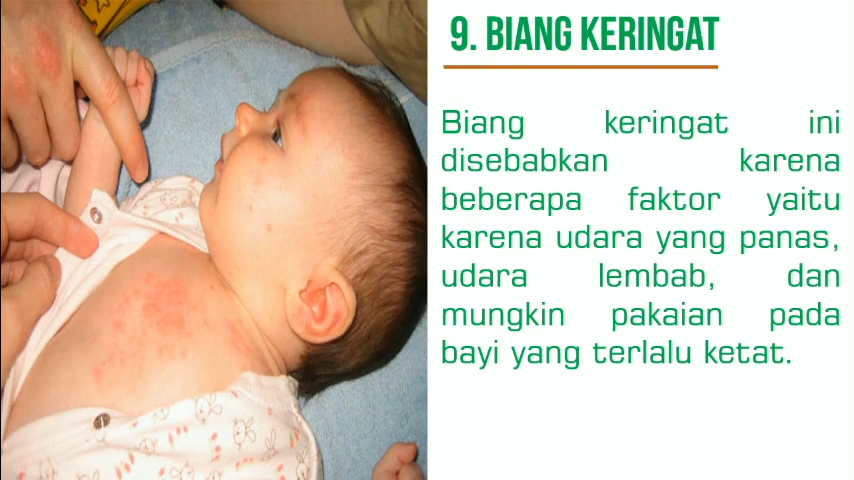 9. BIANG KERINGAT
Biang keringat ini
disebabkan karena
beberapa faktor yaitu
karena udara yang panas,
udara lembab, dan
mungkin pakaian pada
bayi yang terlalu ketat.